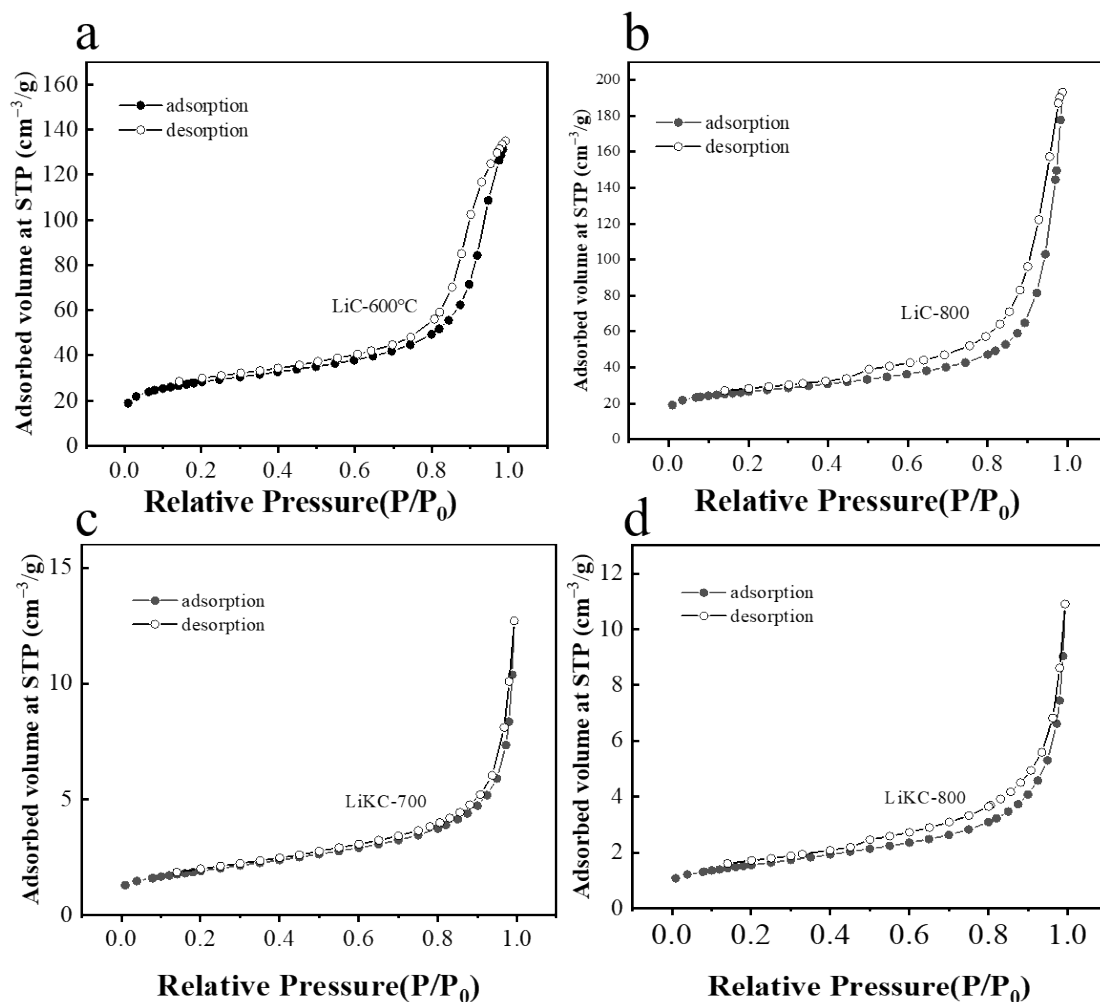 a
160
140
120
100
80
60
40
20
0
adsorption
desorption
LiC-600°C
0.0 0.2 0.4 0.6 0.8 1.0
Adsorbed volume at STP (cm⁻³/g)
Relative Pressure(P/P₀)
b
200
180
160
140
120
100
80
60
40
20
0
adsorption
desorption
LiC-800
0.0 0.2 0.4 0.6 0.8 1.0
Adsorbed volume at STP (cm⁻³/g)
Relative Pressure(P/P₀)
c
15
10
5
0
adsorption
desorption
LiKC-700
0.0 0.2 0.4 0.6 0.8 1.0
Adsorbed volume at STP (cm⁻³/g)
Relative Pressure(P/P₀)
d
12
10
8
6
4
2
0
adsorption
desorption
LiKC-800
0.0 0.2 0.4 0.6 0.8 1.0
Adsorbed volume at STP (cm⁻³/g)
Relative Pressure(P/P₀)